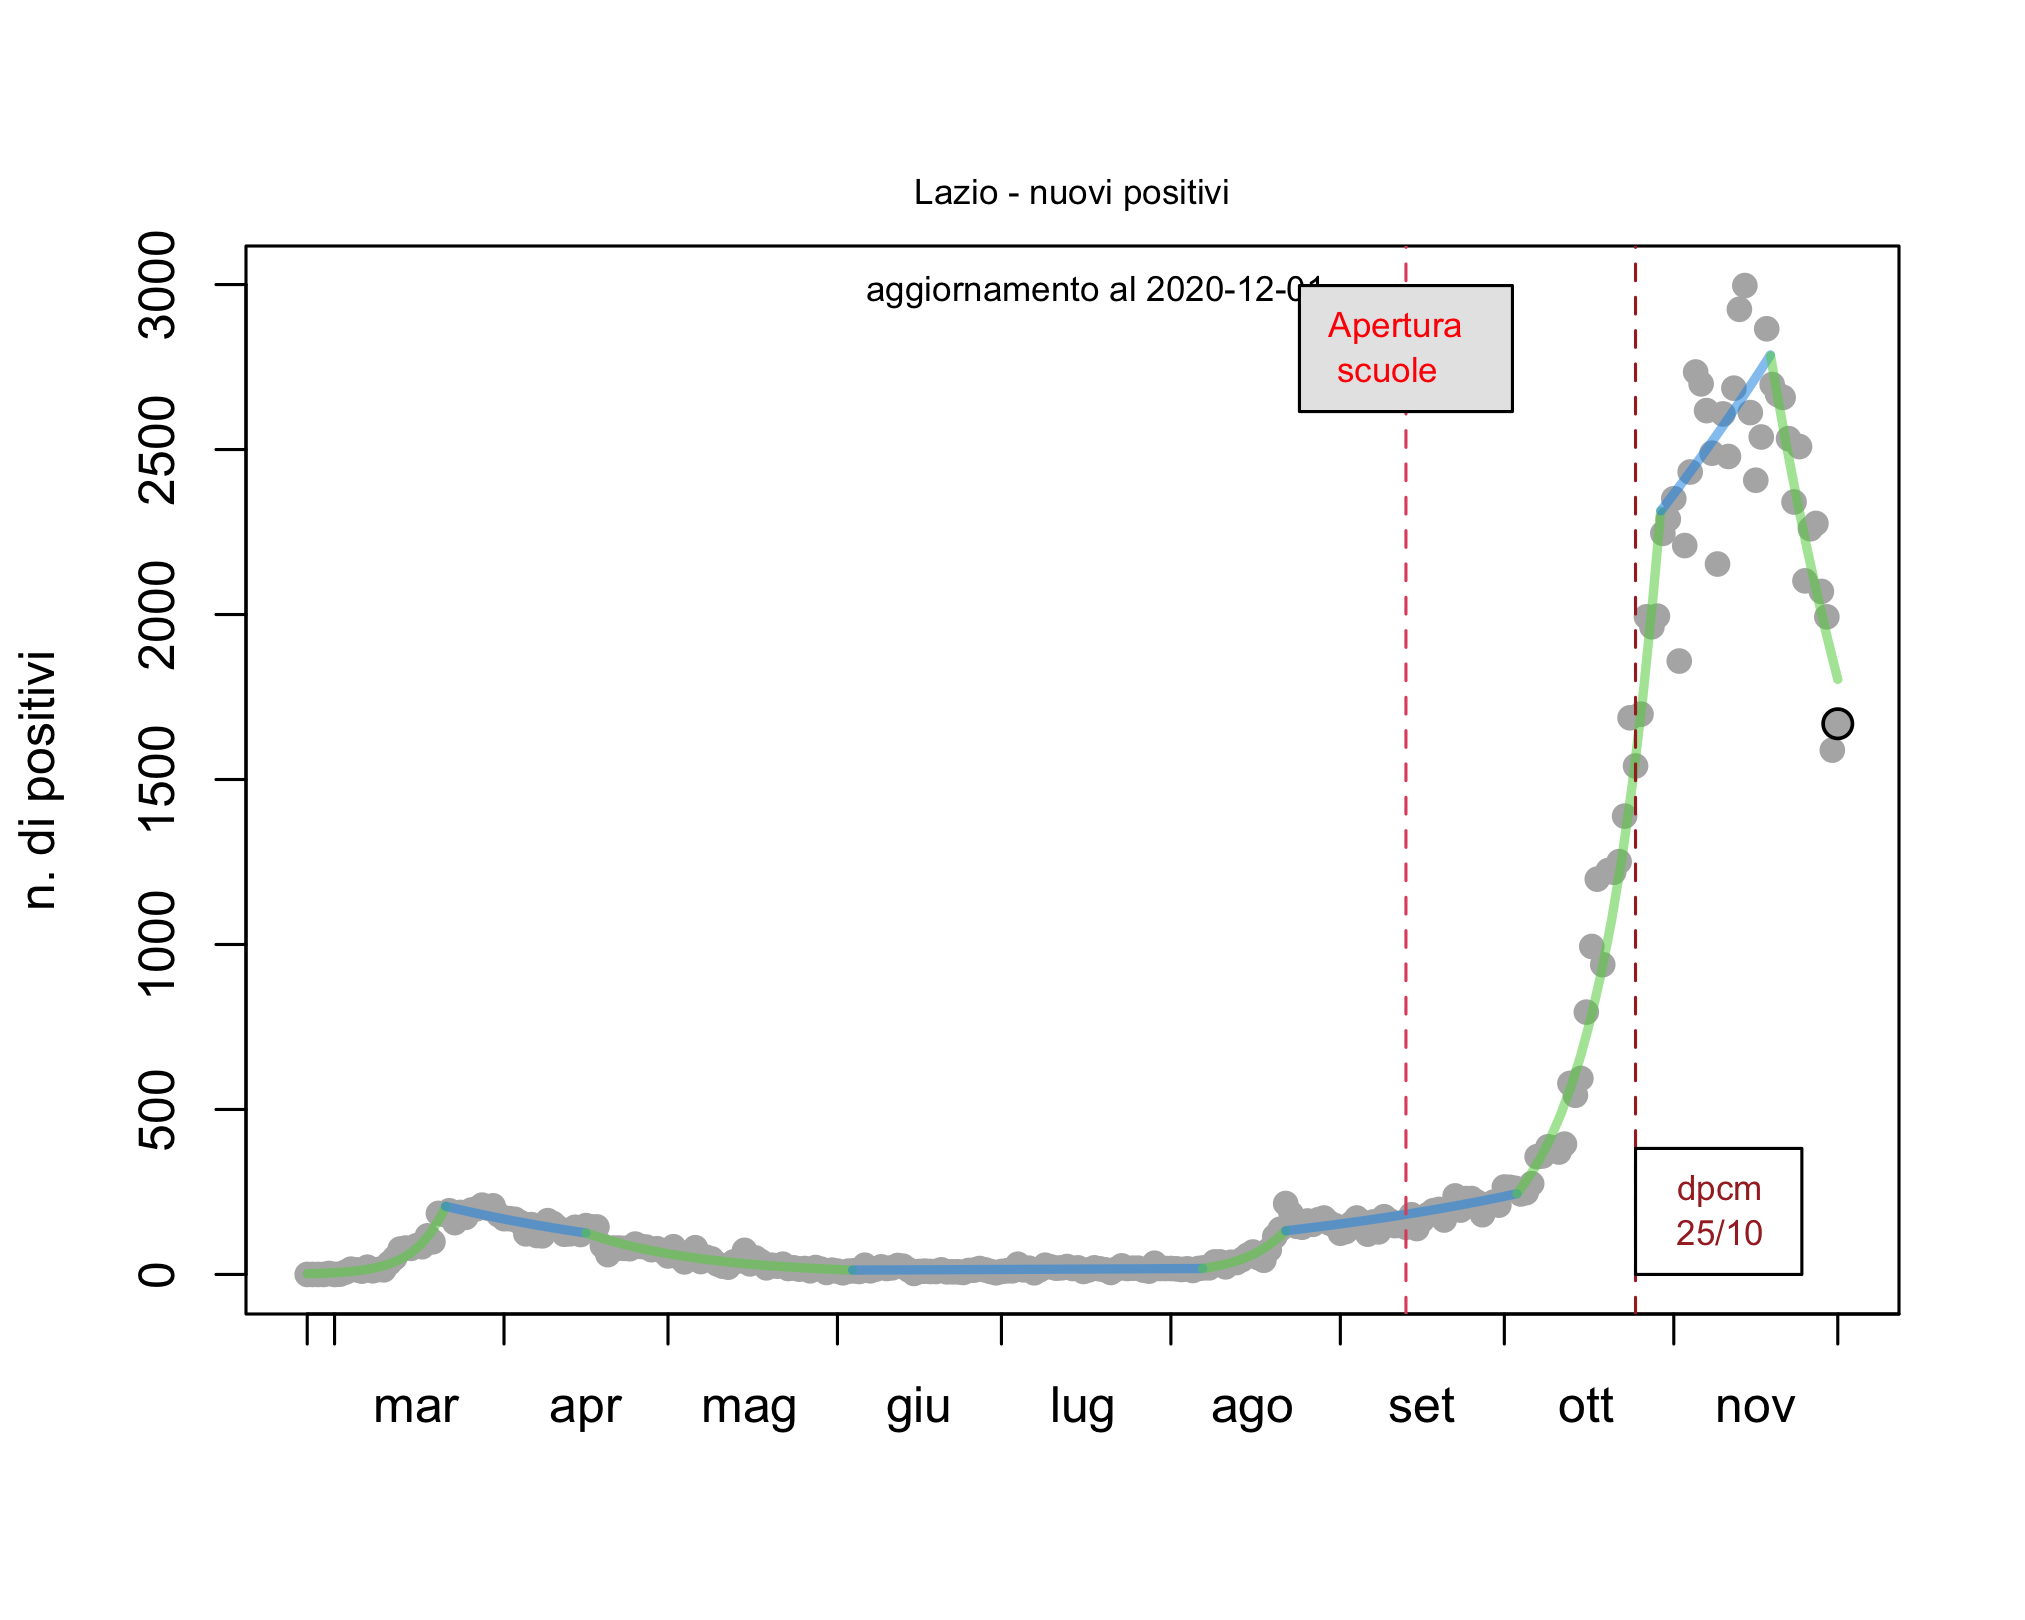 Lazio - nuovi positivi
aggiornamento al 2020-12-01
Apertura
scuole
3000
2500
2000
1500
1000
500
0
n. di positivi
dpcm
25/10
mar apr mag giu lug ago set ott nov